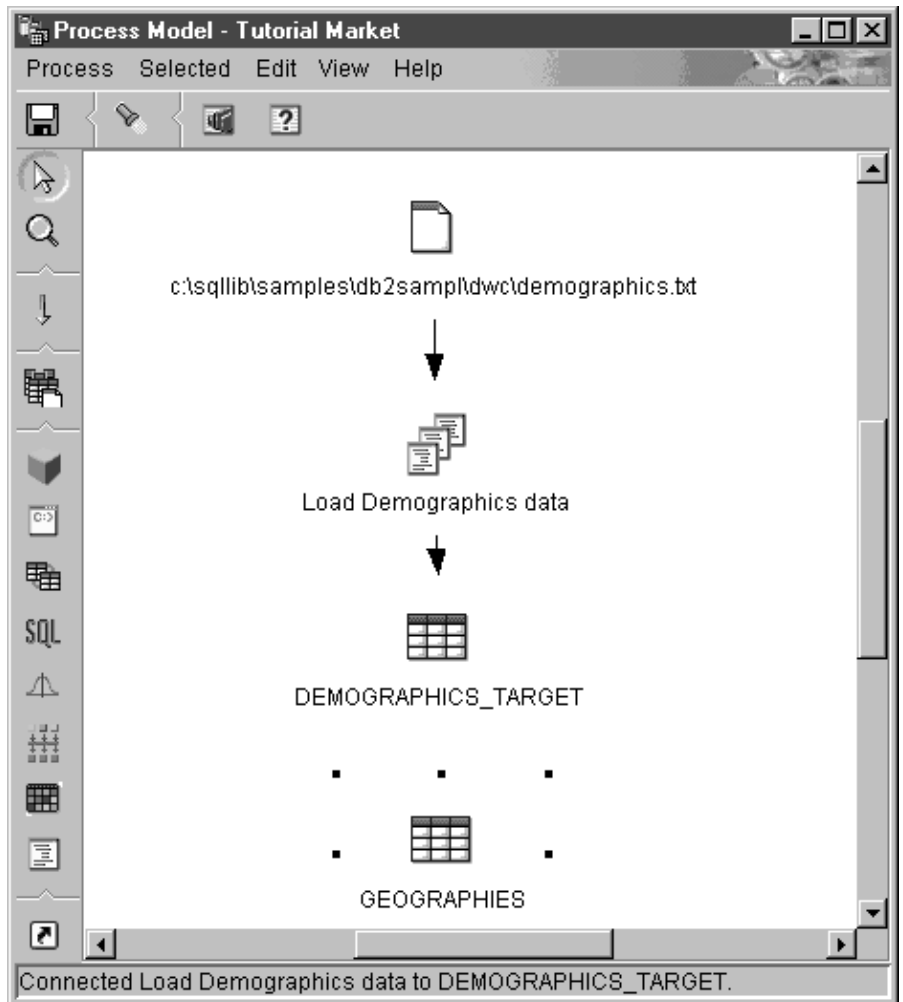 Process Model - Tutorial Market
Process Selected Edit View Help
c:\sqllib\samples\db2sampl\dwc\demographics.txt
Load Demographics data
C:>
SQL
DEMOGRAPHICS_TARGET
GEOGRAPHIES
Connected Load Demographics data to DEMOGRAPHICS_TARGET.